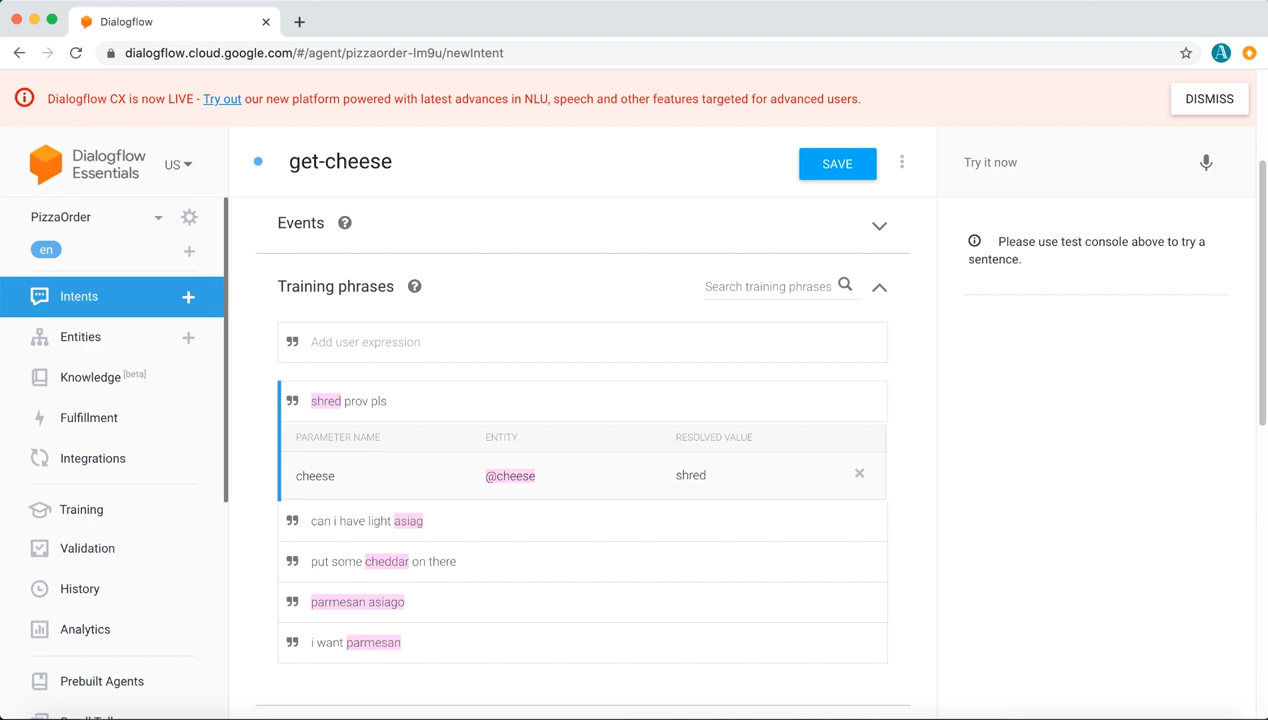 Dialogflow
dialogflow.cloud.google.com/#/agent/pizzaorder-lm9u/newIntent
A
Dialogflow CX is now LIVE - Try out our new platform powered with latest advances in NLU, speech and other features targeted for advanced users.
DISMISS
Dialogflow
Essentials
US
get-cheese
SAVE
Try it now
PizzaOrder
en
Events
Please use test console above to try a
sentence.
Training phrases
Search training phrases
Intents
Entities
Knowledge [beta]
Fulfillment
Integrations
Training
Validation
History
Analytics
Prebuilt Agents
Add user expression
shred prov pls
PARAMETER NAME ENTITY RESOLVED VALUE
cheese @cheese shred
can i have light asiag
put some cheddar on there
parmesan asiago
i want parmesan